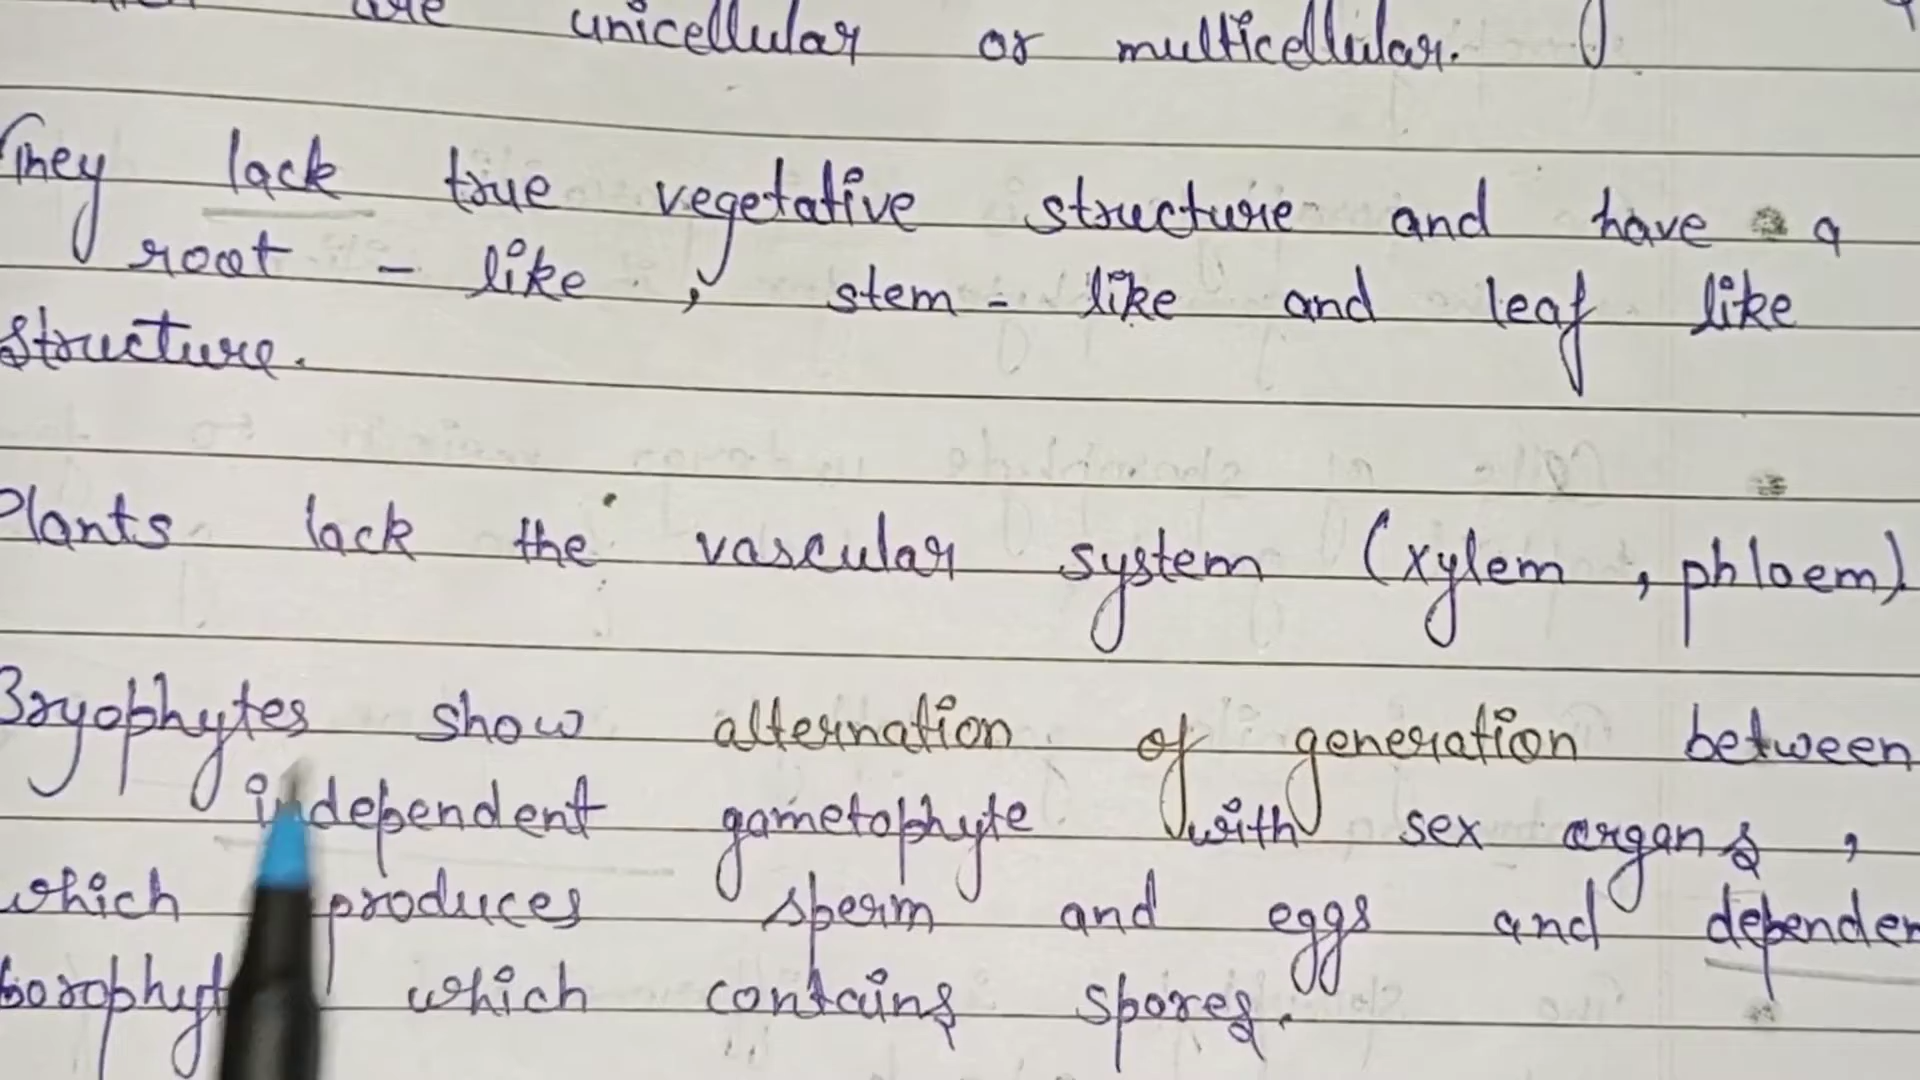 are unicellular or multicellular.
They lack true vegetative structure and have a
root - like , stem - like and leaf like
structure.
Plants lack the vascular system (xylem , phloem)
Bryophytes show alternation of generation between
independent gametophyte with sex organs ,
which produces sperm and eggs and dependen
which contains spores.